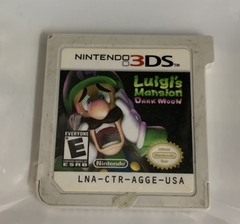 NINTENDO 3DS
Luigi's
Mansion
DARK MOON
EVERYONE
E
ESRB
Nintendo
LNA-CTR-AGGE-USA